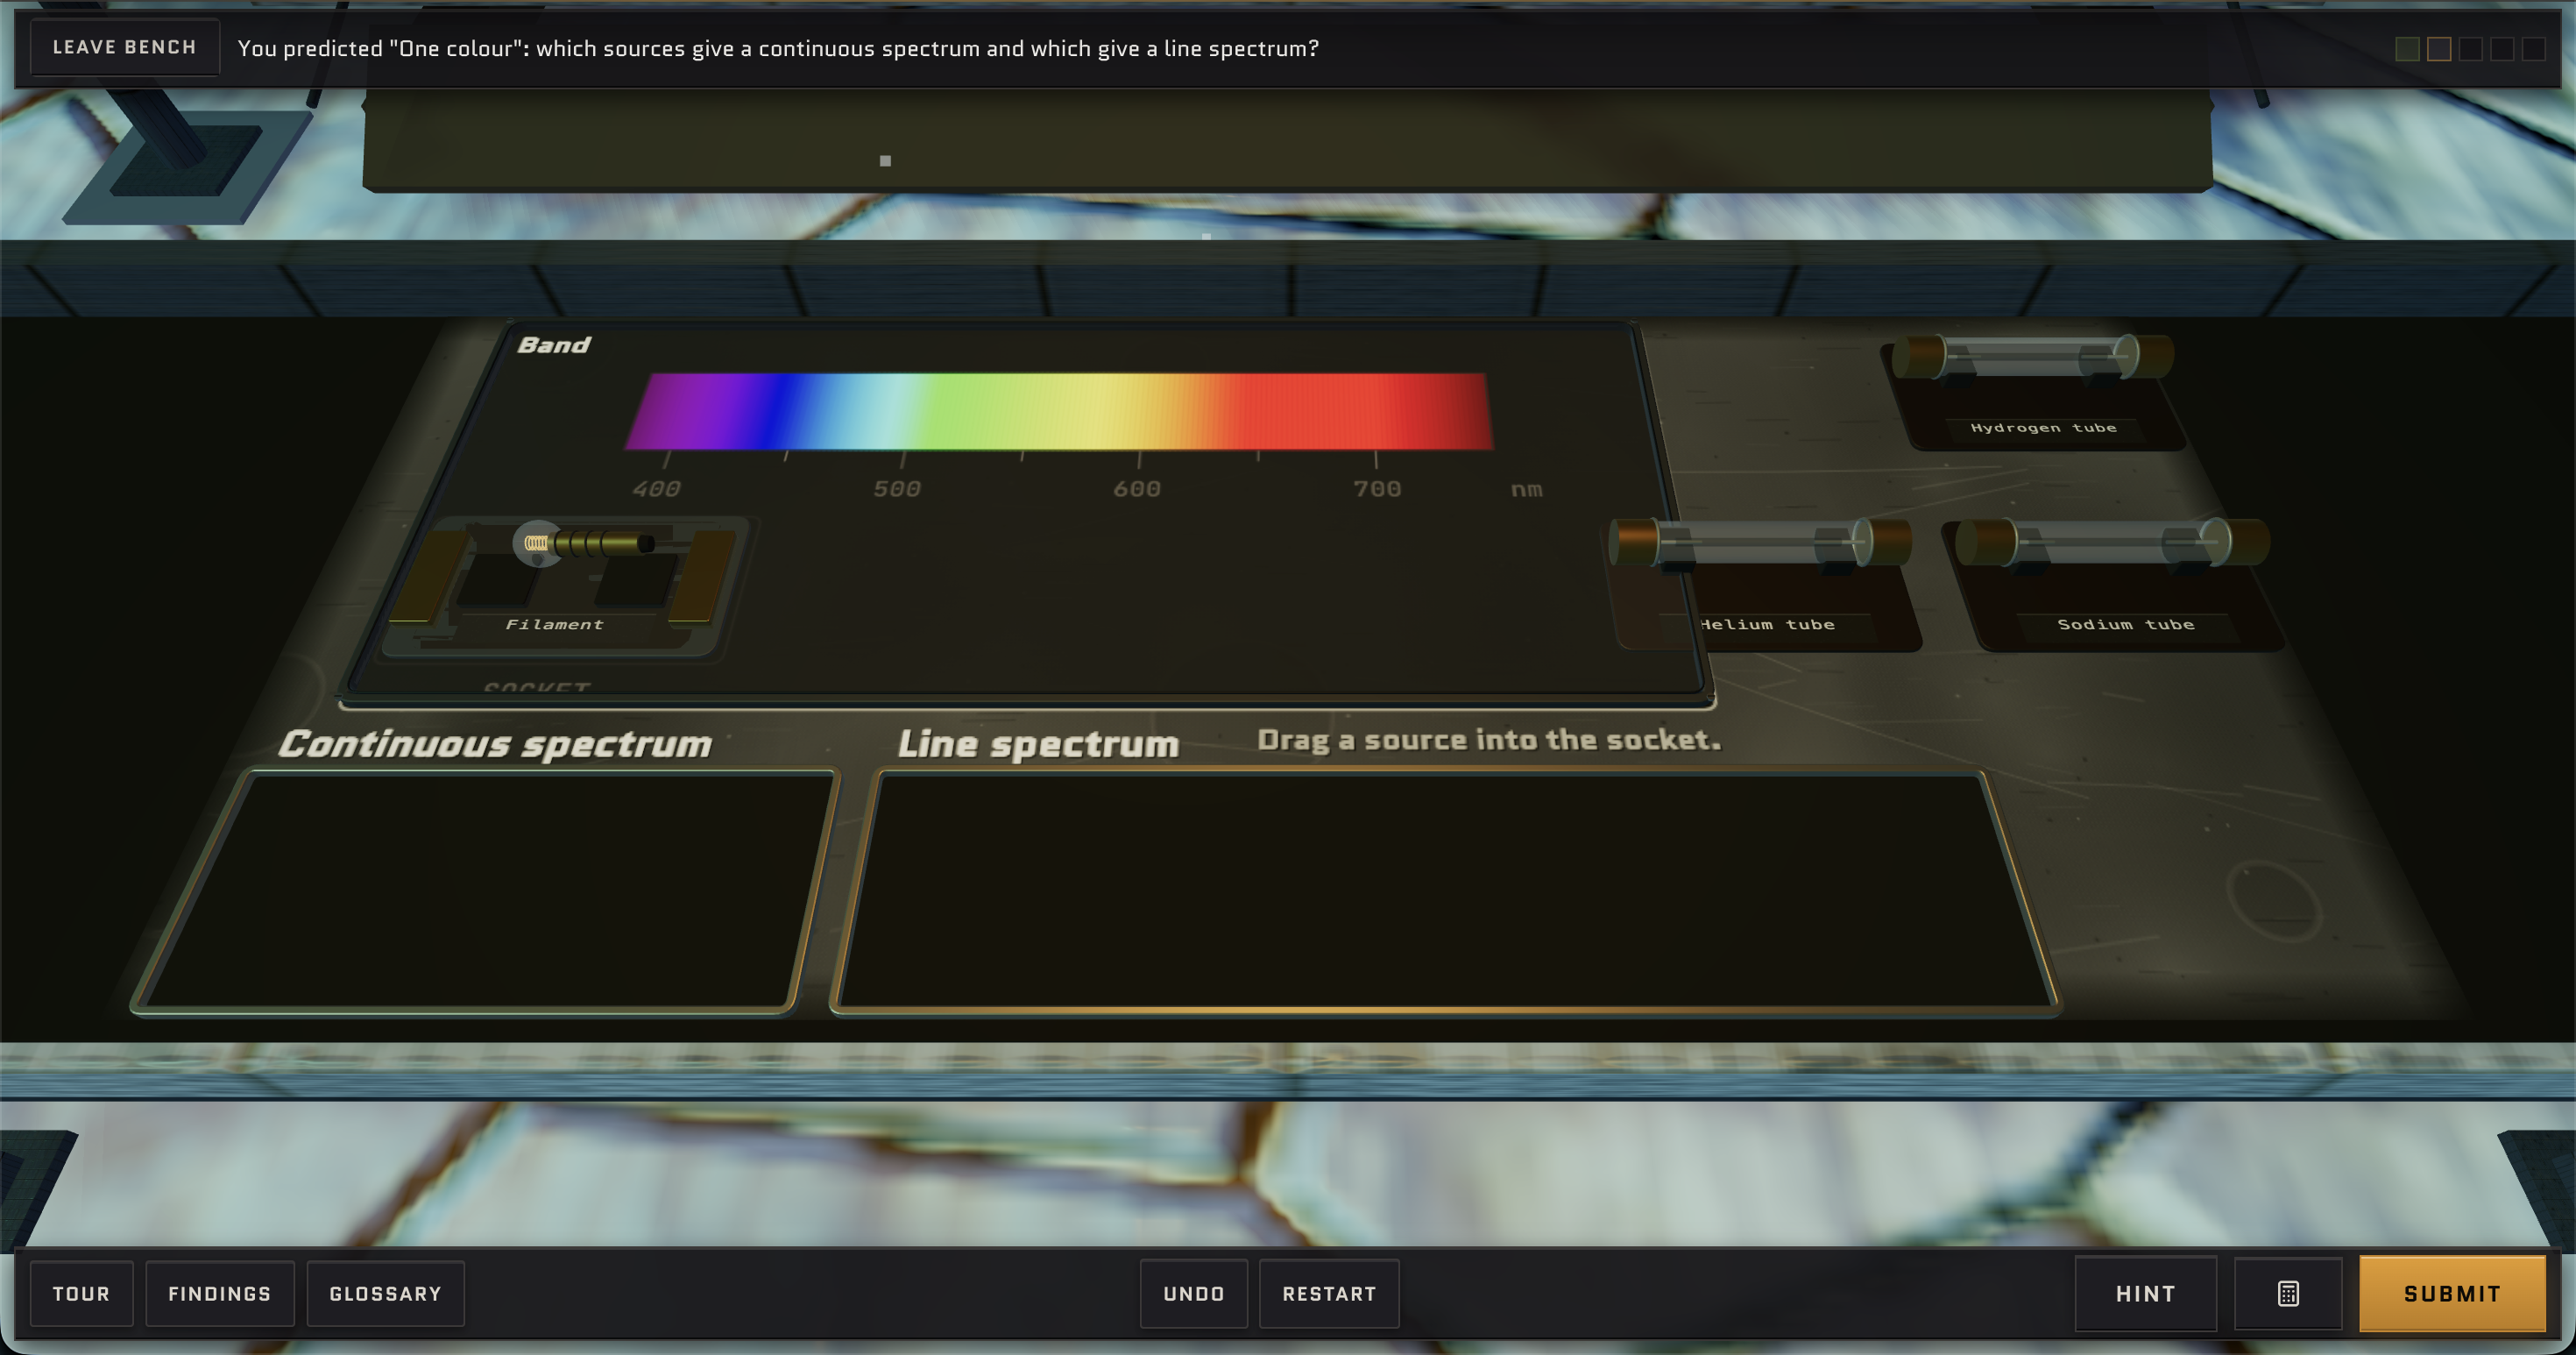 LEAVE BENCH
You predicted "One colour": which sources give a continuous spectrum and which give a line spectrum?
Band
400 500 600 700 nm
Hydrogen tube
Filament
Helium tube
Sodium tube
SOCKET
Continuous spectrum
Line spectrum
Drag a source into the socket.
TOUR
FINDINGS
GLOSSARY
UNDO
RESTART
HINT
SUBMIT